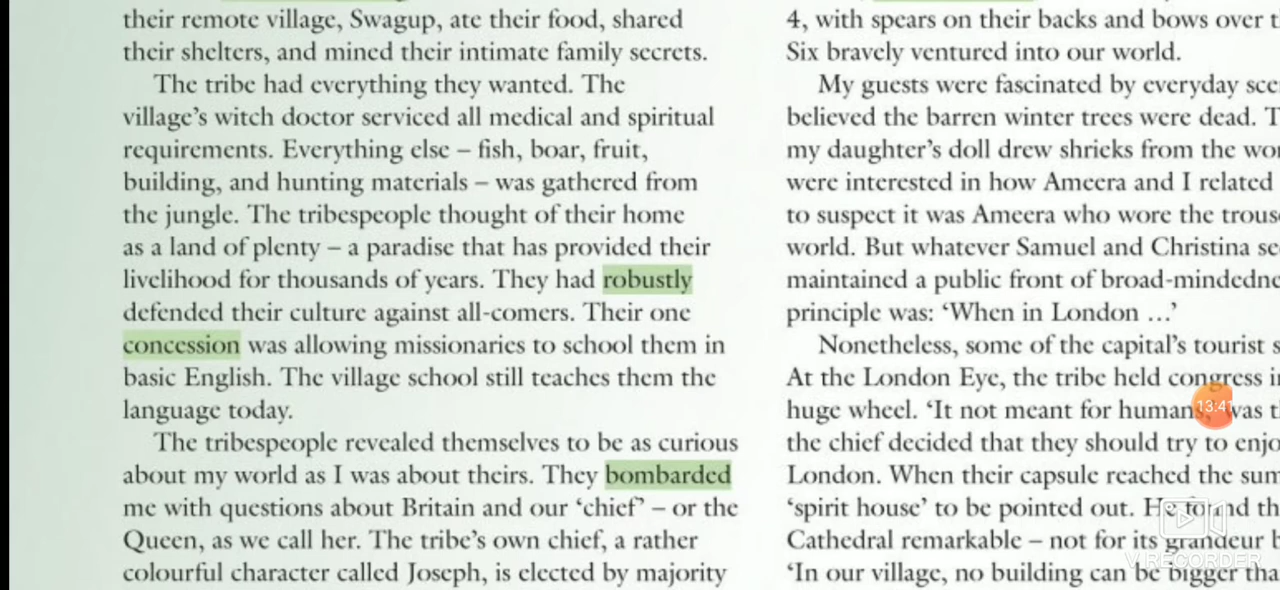 their remote village, Swagup, ate their food, shared
their shelters, and mined their intimate family secrets.
The tribe had everything they wanted. The
village's witch doctor serviced all medical and spiritual
requirements. Everything else – fish, boar, fruit,
building, and hunting materials – was gathered from
the jungle. The tribespeople thought of their home
as a land of plenty – a paradise that has provided their
livelihood for thousands of years. They had robustly
defended their culture against all-comers. Their one
concession was allowing missionaries to school them in
basic English. The village school still teaches them the
language today.
The tribespeople revealed themselves to be as curious
about my world as I was about theirs. They bombarded
me with questions about Britain and our 'chief' – or the
Queen, as we call her. The tribe's own chief, a rather
colourful character called Joseph, is elected by majority
4, with spears on their backs and bows over
Six bravely ventured into our world.
My guests were fascinated by everyday
believed the barren winter trees were dead.
my daughter's doll drew shrieks from the
were interested in how Ameera and I related
to suspect it was Ameera who wore the
world. But whatever Samuel and Christina
maintained a public front of
principle was: 'When in London ...'
Nonetheless, some of the capital's tourist
At the London Eye, the tribe held congress
huge wheel. 'It not meant for humans,' was
the chief decided that they should try to
London. When their capsule reached the
'spirit house' to be pointed out. He found
Cathedral remarkable – not for its grandeur
'In our village, no building can be bigger
13:41
V RECORDER